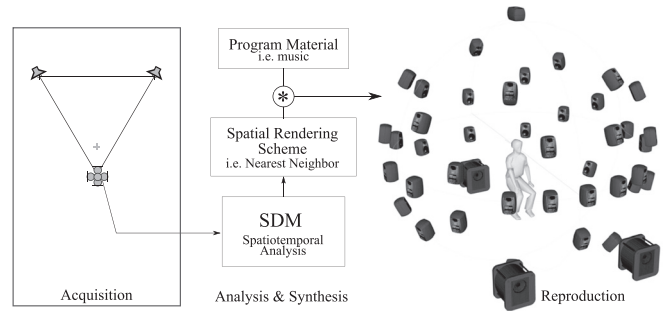 Program Material
i.e. music
*
Spatial Rendering
Scheme
i.e. Nearest Neighbor
SDM
Spatiotemporal
Analysis
Acquisition
Analysis & Synthesis
Reproduction